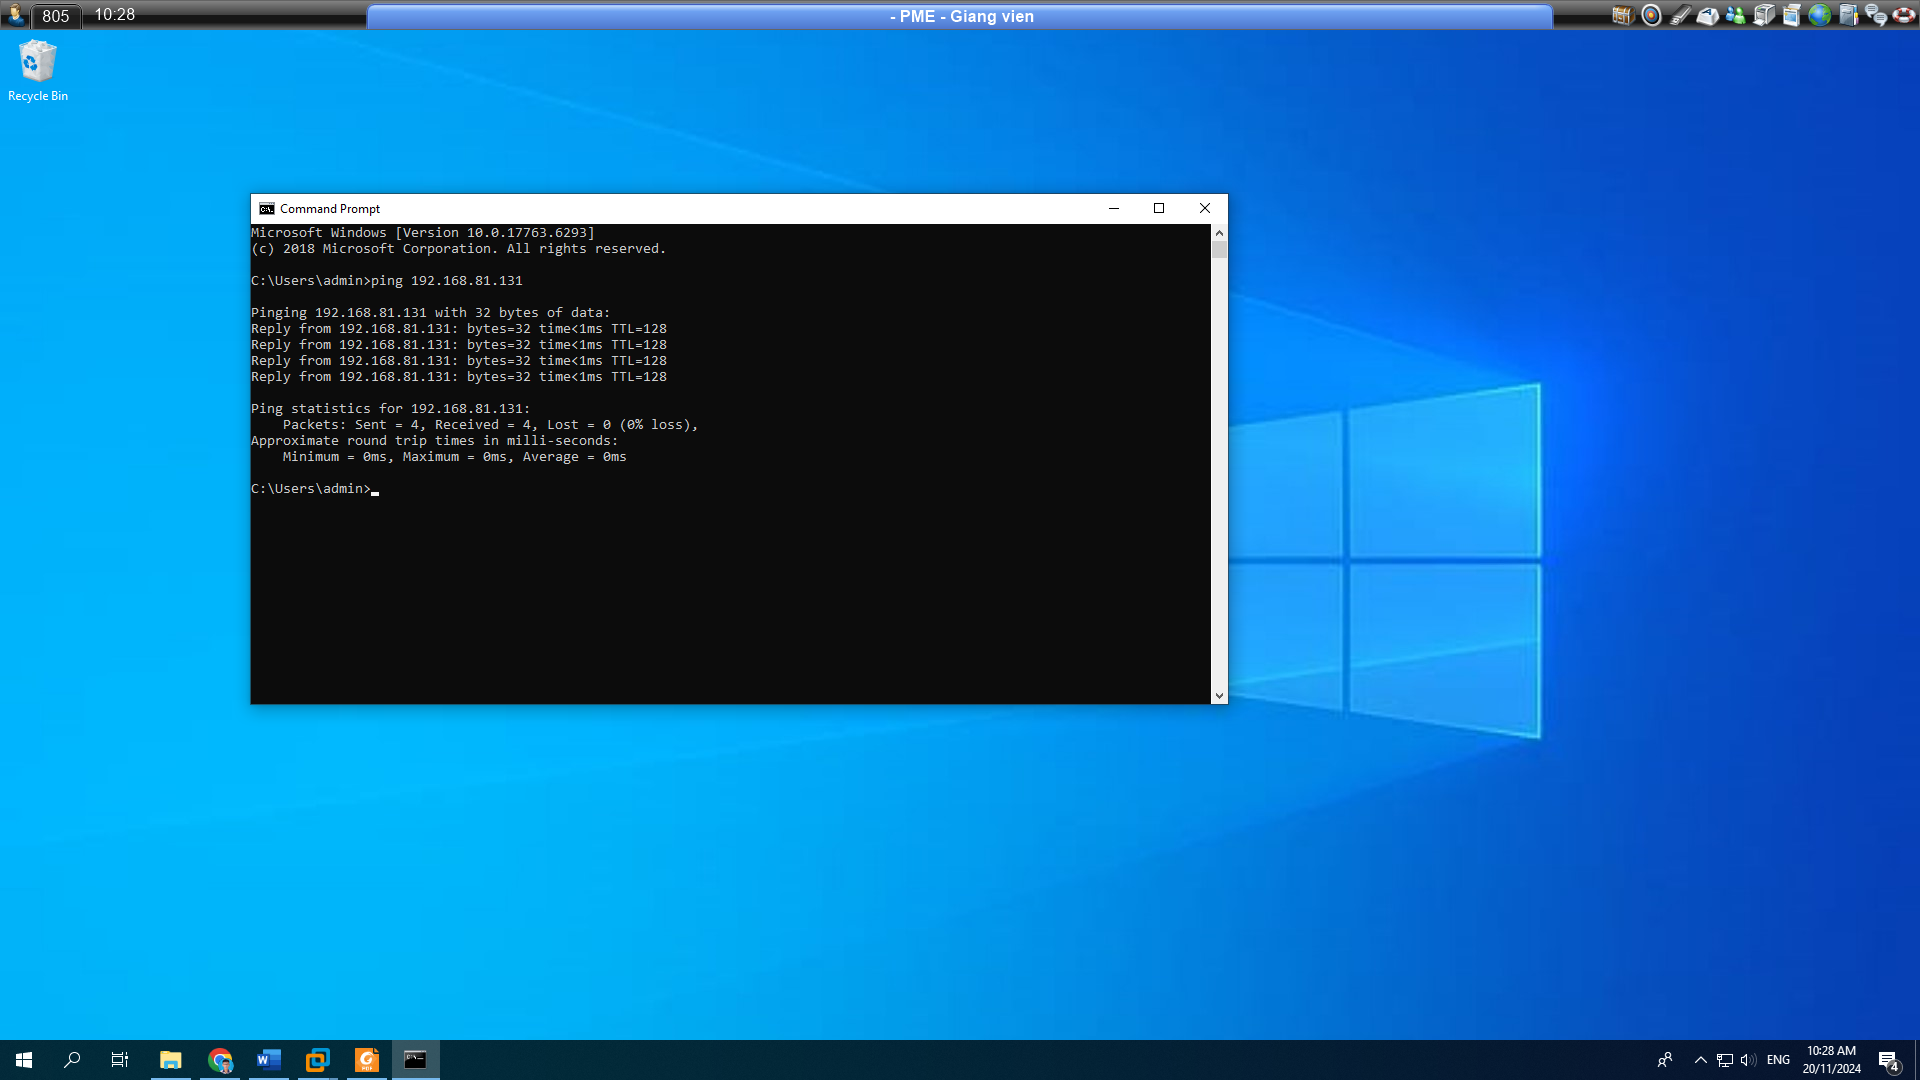 805
10:28
- PME - Giang vien
Recycle Bin
Command Prompt
Microsoft Windows [Version 10.0.17763.6293]
(c) 2018 Microsoft Corporation. All rights reserved.
C:\Users\admin>ping 192.168.81.131
Pinging 192.168.81.131 with 32 bytes of data:
Reply from 192.168.81.131: bytes=32 time<1ms TTL=128
Reply from 192.168.81.131: bytes=32 time<1ms TTL=128
Reply from 192.168.81.131: bytes=32 time<1ms TTL=128
Reply from 192.168.81.131: bytes=32 time<1ms TTL=128
Ping statistics for 192.168.81.131:
Packets: Sent = 4, Received = 4, Lost = 0 (0% loss),
Approximate round trip times in milli-seconds:
Minimum = 0ms, Maximum = 0ms, Average = 0ms
C:\Users\admin>
ENG
10:28 AM
20/11/2024
4